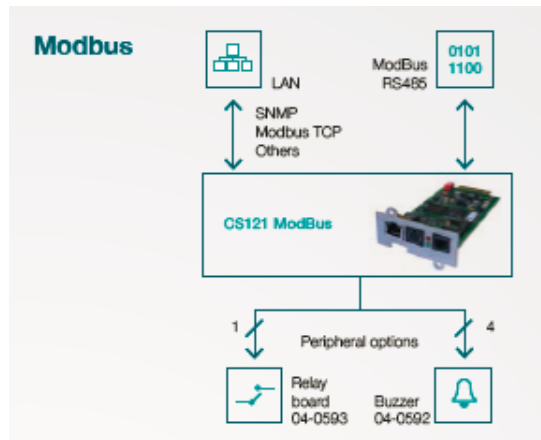 Modbus
LAN
ModBus
RS485
0101
1100
SNMP
Modbus TCP
Others
CS121 ModBus
1
4
Peripheral options
Relay
board
04-0593
Buzzer
04-0592